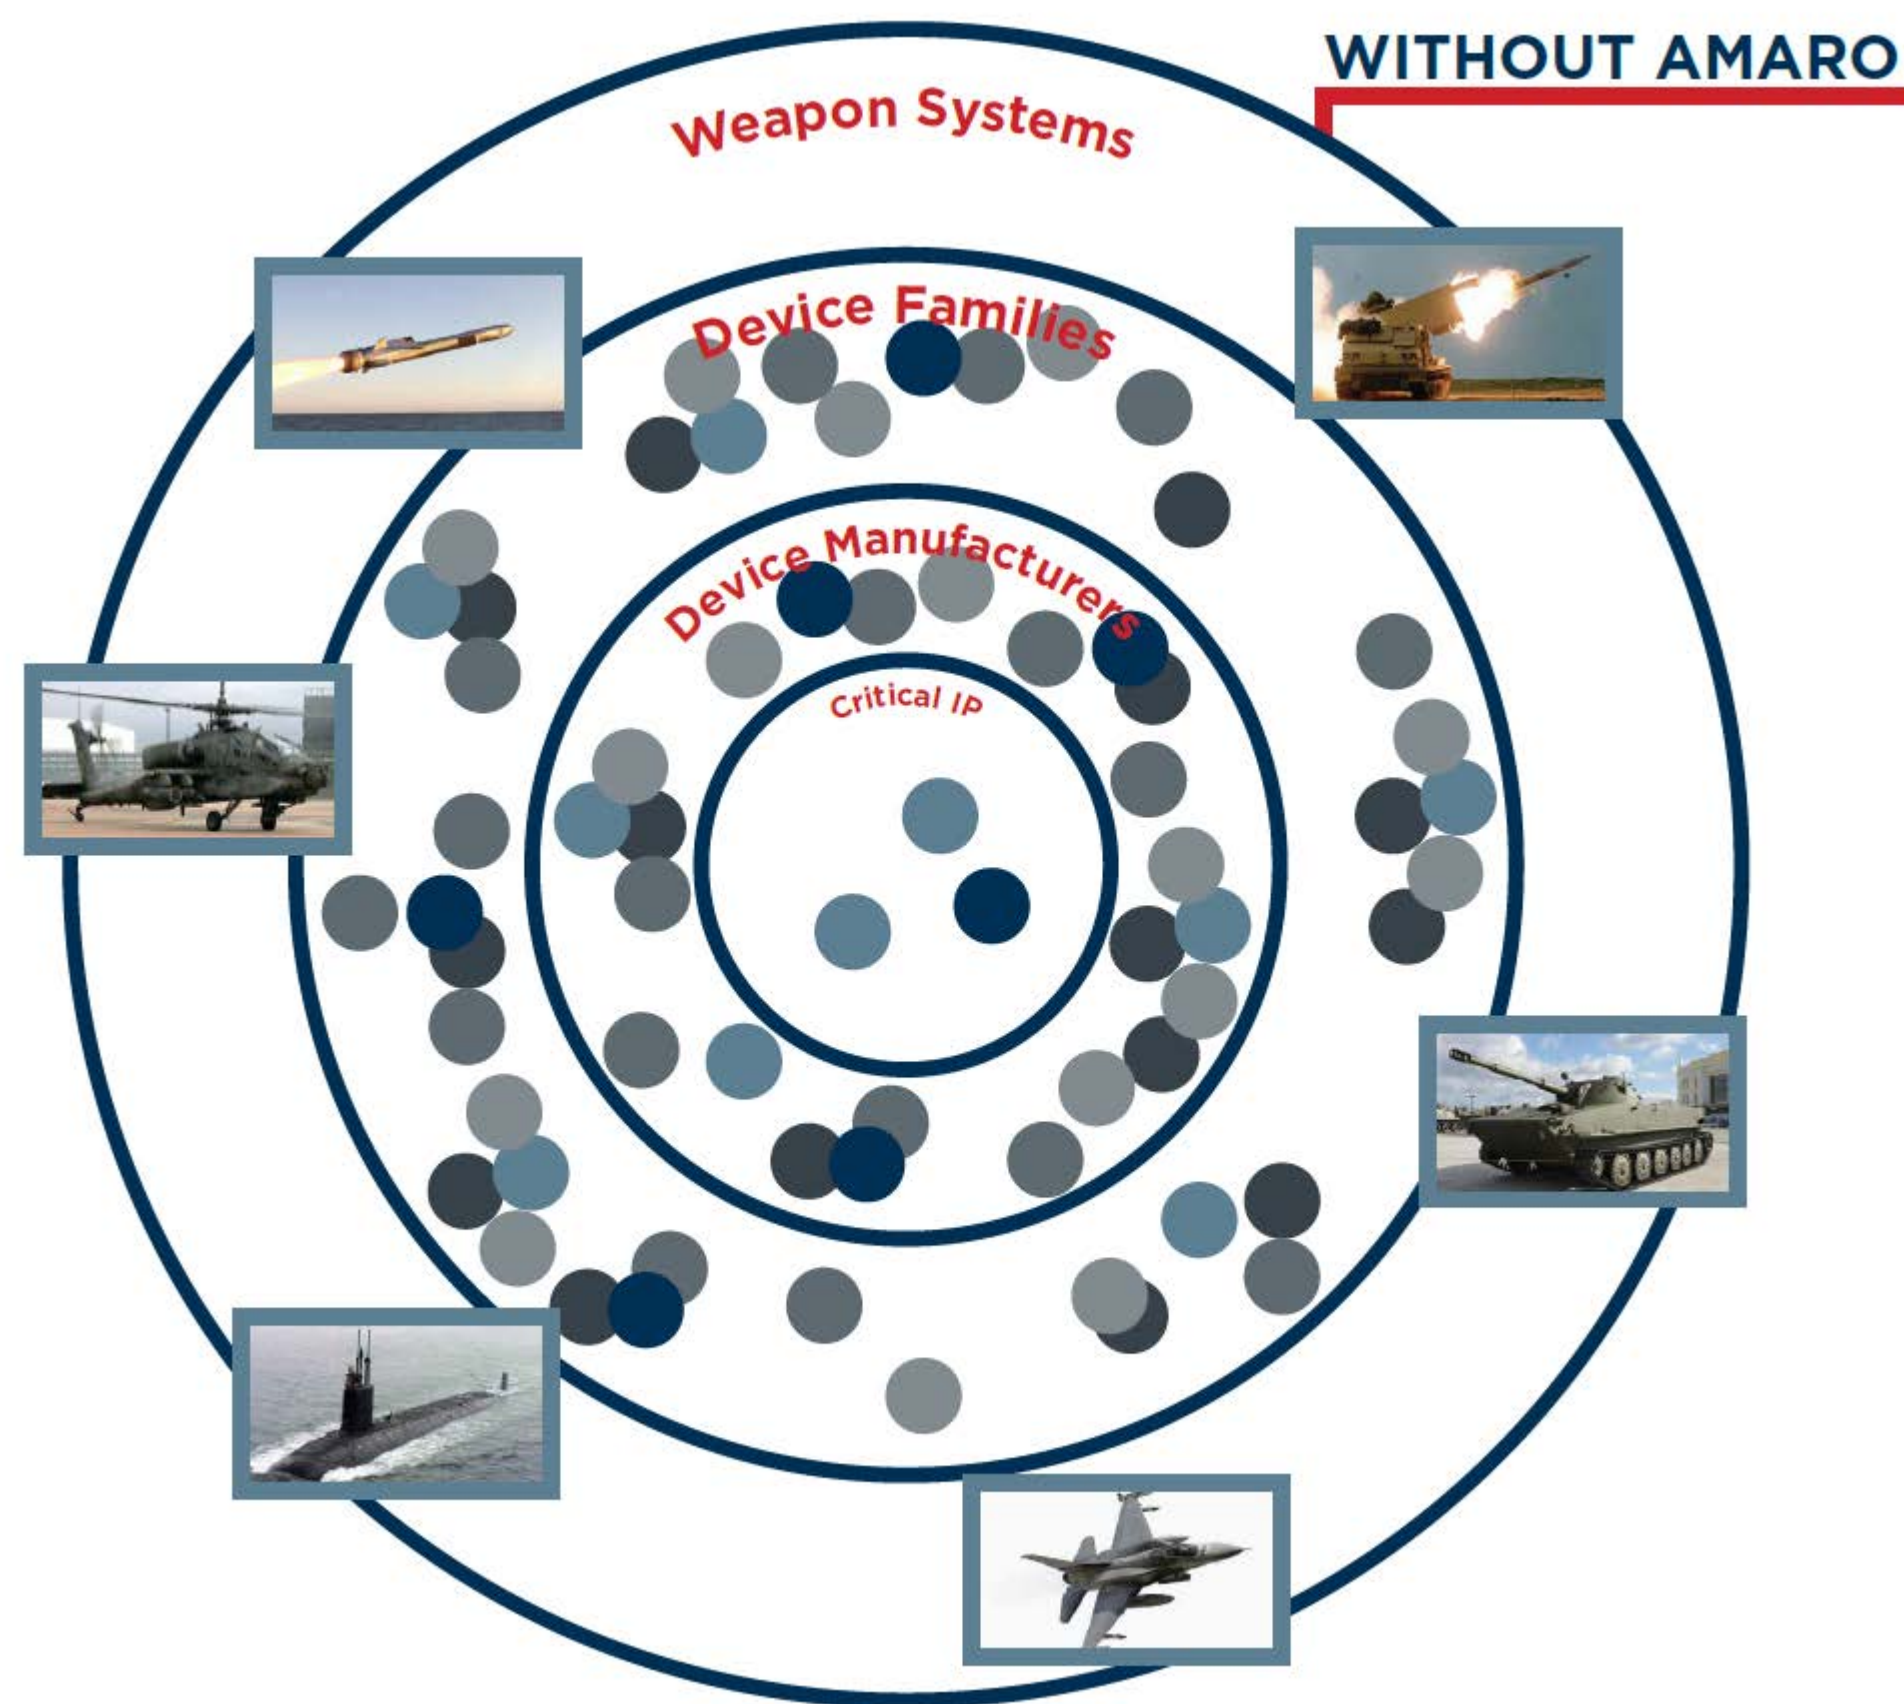 WITHOUT AMARO
Weapon Systems
Device Families
Device Manufacturers
Critical IP